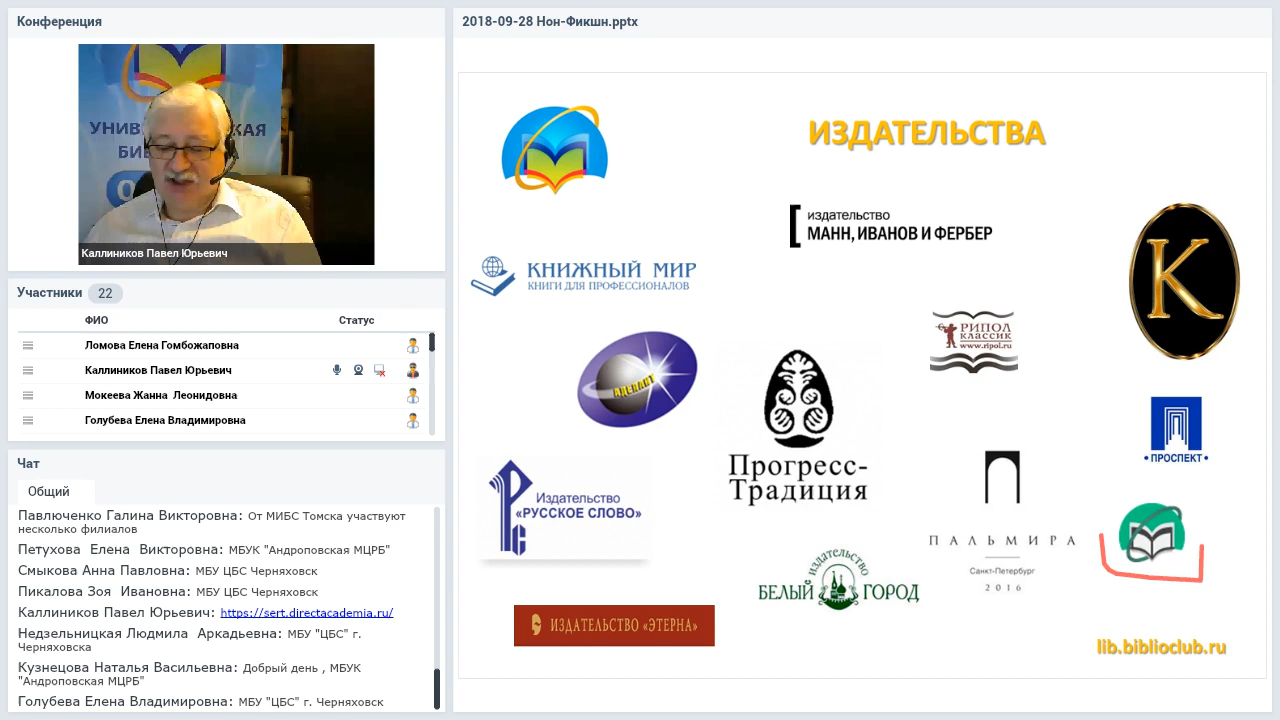 Конференция
УНИВ
СКАЯ
БИБ
Каллиников Павел Юрьевич
Участники 22
ФИО Статус
Ломова Елена Гомбожаповна
Каллиников Павел Юрьевич
Мокеева Жанна Леонидовна
Голубева Елена Владимировна
Чат
Общий
Павлюченко Галина Викторовна: От МИБС Томска участвуют
несколько филиалов
Петухова Елена Викторовна: МБУК "Андроповская МЦРБ"
Смыкова Анна Павловна: МБУ ЦБС Черняховск
Пикалова Зоя Ивановна: МБУ ЦБС Черняховск
Каллиников Павел Юрьевич: https://sert.directacademia.ru/
Недзельницкая Людмила Аркадьевна: МБУ "ЦБС" г.
Черняховска
Кузнецова Наталья Васильевна: Добрый день , МБУК
"Андроповская МЦРБ"
Голубева Елена Владимировна: МБУ "ЦБС" г. Черняховск
2018-09-28 Нон-Фикшн.pptx
ИЗДАТЕЛЬСТВА
издательство
МАНН, ИВАНОВ И ФЕРБЕР
К
КНИЖНЫЙ МИР
КНИГИ ДЛЯ ПРОФЕССИОНАЛОВ
РИПОЛ
КЛАССИК
www.ripol.ru
АДЕЛАНТ
Прогресс-
Традиция
•ПРОСПЕКТ•
Издательство
«РУССКОЕ СЛОВО»
ПАЛЬМИРА
Санкт-Петербург
2016
издательство
БЕЛЫЙ ГОРОД
ИЗДАТЕЛЬСТВО «ЭТЕРНА»
lib.biblioclub.ru